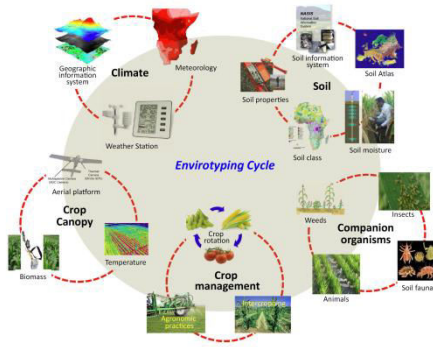 Geographic information
system
Climate
Meteorology
Weather Station
Soil information
system
Soil Atlas
Soil properties
Soil
Soil class
Soil moisture
Envirotyping Cycle
Aerial platform
Crop
Canopy
Biomass
Temperature
Crop
rotation
Crop
management
Agronomic
practices
Intercropping
Weeds
Insects
Companion
organisms
Animals
Soil fauna